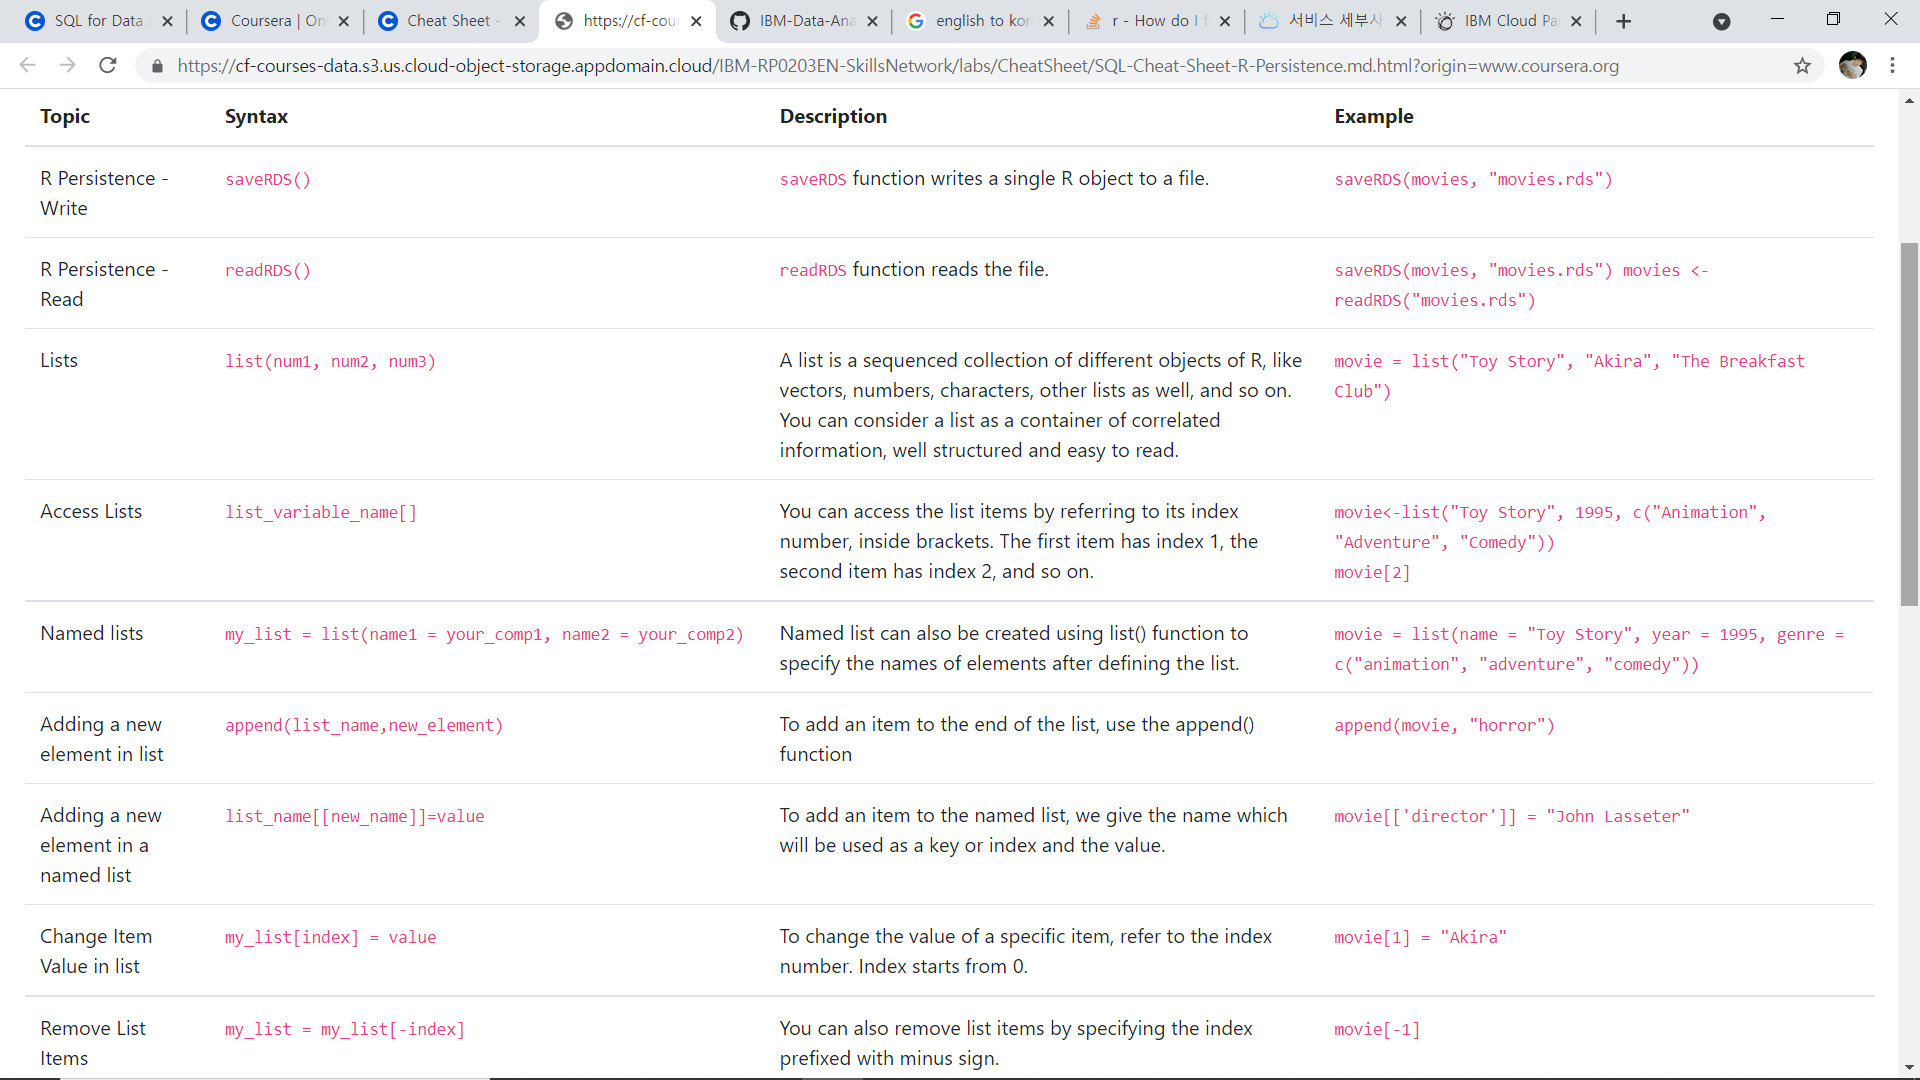 SQL for Data
Coursera | On
Cheat Sheet -
https://cf-cou
IBM-Data-Ana
english to kor
r - How do I f
서비스 세부사
IBM Cloud Pa
https://cf-courses-data.s3.us.cloud-object-storage.appdomain.cloud/IBM-RP0203EN-SkillsNetwork/labs/CheatSheet/SQL-Cheat-Sheet-R-Persistence.md.html?origin=www.coursera.org
Topic Syntax Description Example
R Persistence - saveRDS() saveRDS function writes a single R object to a file. saveRDS(movies, "movies.rds")
Write
R Persistence - readRDS() readRDS function reads the file. saveRDS(movies, "movies.rds") movies <-
Read readRDS("movies.rds")
Lists list(num1, num2, num3) A list is a sequenced collection of different objects of R, like movie = list("Toy Story", "Akira", "The Breakfast
vectors, numbers, characters, other lists as well, and so on. Club")
You can consider a list as a container of correlated
information, well structured and easy to read.
Access Lists list_variable_name[] You can access the list items by referring to its index movie<-list("Toy Story", 1995, c("Animation",
number, inside brackets. The first item has index 1, the "Adventure", "Comedy"))
second item has index 2, and so on. movie[2]
Named lists my_list = list(name1 = your_comp1, name2 = your_comp2) Named list can also be created using list() function to movie = list(name = "Toy Story", year = 1995, genre =
specify the names of elements after defining the list. c("animation", "adventure", "comedy"))
Adding a new append(list_name,new_element) To add an item to the end of the list, use the append() append(movie, "horror")
element in list function
Adding a new list_name[[new_name]]=value To add an item to the named list, we give the name which movie[['director']] = "John Lasseter"
element in a will be used as a key or index and the value.
named list
Change Item my_list[index] = value To change the value of a specific item, refer to the index movie[1] = "Akira"
Value in list number. Index starts from 0.
Remove List my_list = my_list[-index] You can also remove list items by specifying the index movie[-1]
Items prefixed with minus sign.